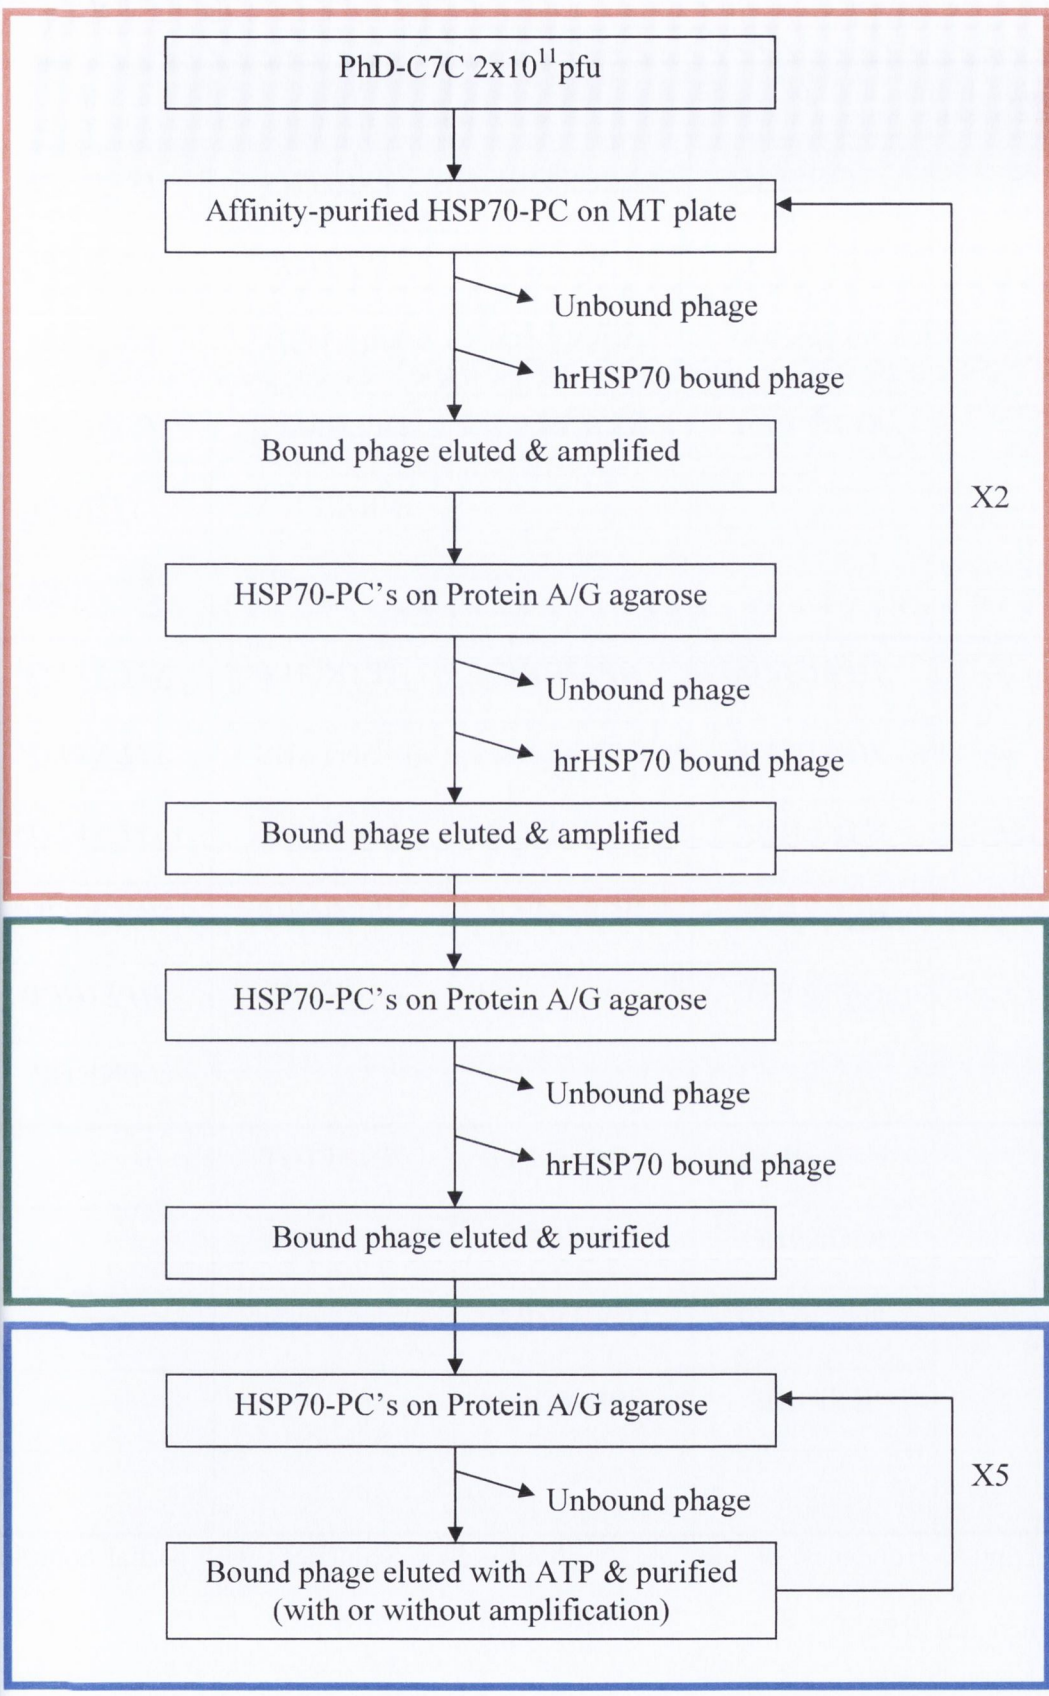 PhD-C7C 2x10¹¹pfu
Affinity-purified HSP70-PC on MT plate
Unbound phage
hrHSP70 bound phage
Bound phage eluted & amplified
X2
HSP70-PC's on Protein A/G agarose
Unbound phage
hrHSP70 bound phage
Bound phage eluted & amplified
HSP70-PC's on Protein A/G agarose
Unbound phage
hrHSP70 bound phage
Bound phage eluted & purified
HSP70-PC's on Protein A/G agarose
X5
Unbound phage
Bound phage eluted with ATP & purified
(with or without amplification)